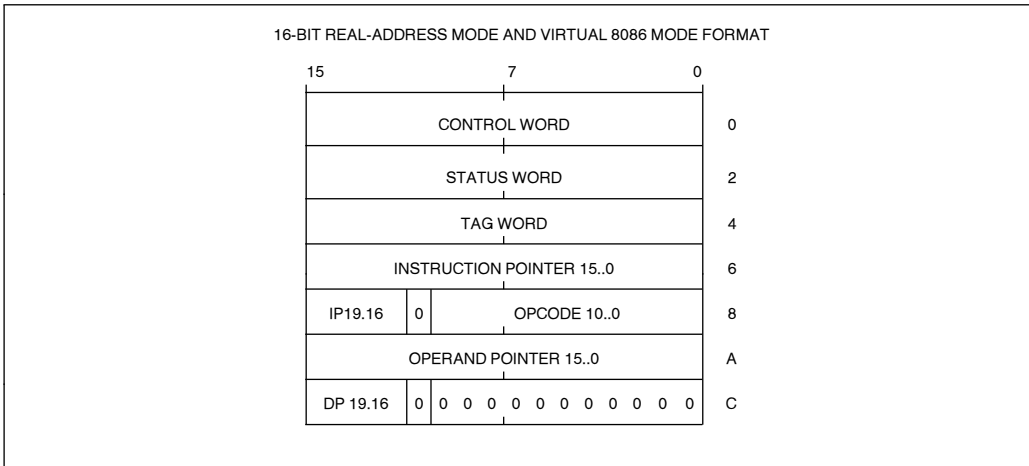 16-BIT REAL-ADDRESS MODE AND VIRTUAL 8086 MODE FORMAT
15 7 0
CONTROL WORD 0
STATUS WORD 2
TAG WORD 4
INSTRUCTION POINTER 15..0 6
IP19.16 0 OPCODE 10..0 8
OPERAND POINTER 15..0 A
DP 19.16 0 0 0 0 0 0 0 0 0 0 0 0 C